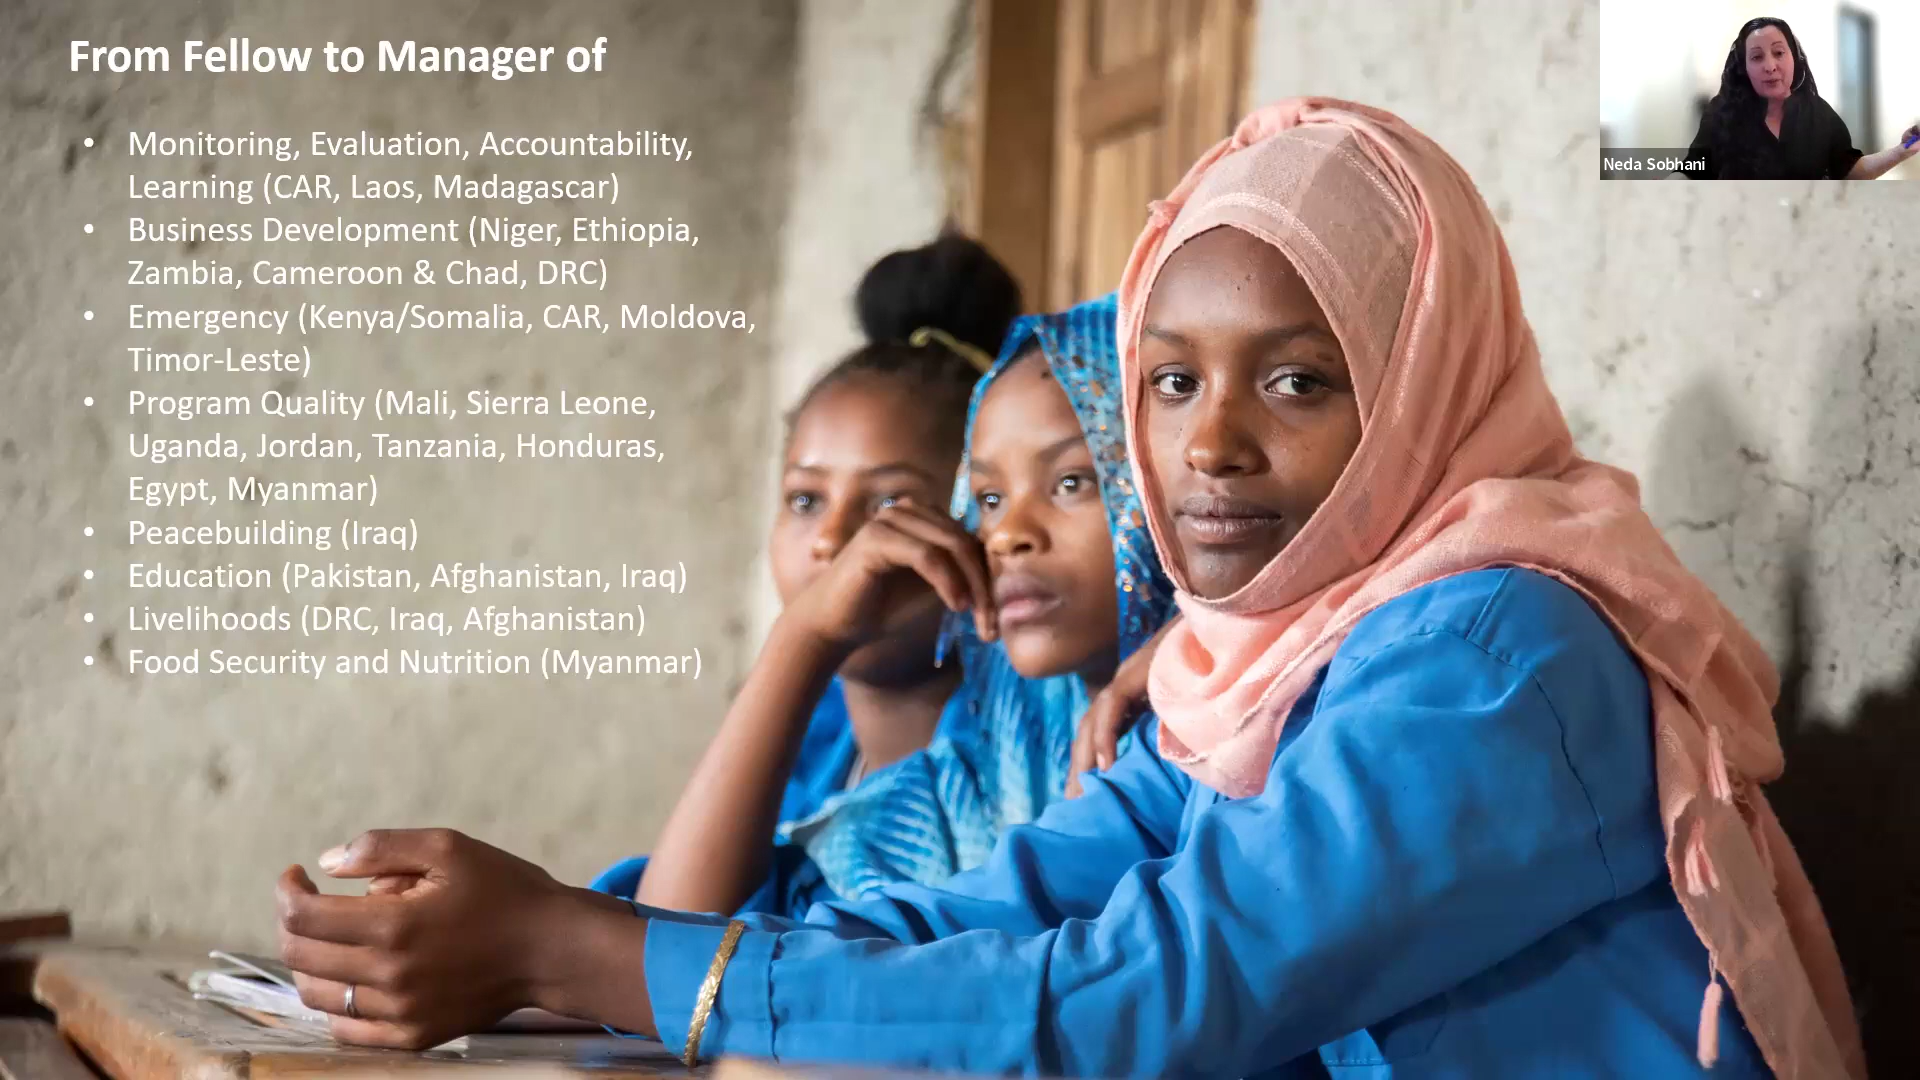 From Fellow to Manager of
• Monitoring, Evaluation, Accountability,
Learning (CAR, Laos, Madagascar)
• Business Development (Niger, Ethiopia,
Zambia, Cameroon & Chad, DRC)
• Emergency (Kenya/Somalia, CAR, Moldova,
Timor-Leste)
• Program Quality (Mali, Sierra Leone,
Uganda, Jordan, Tanzania, Honduras,
Egypt, Myanmar)
• Peacebuilding (Iraq)
• Education (Pakistan, Afghanistan, Iraq)
• Livelihoods (DRC, Iraq, Afghanistan)
• Food Security and Nutrition (Myanmar)
Neda Sobhani